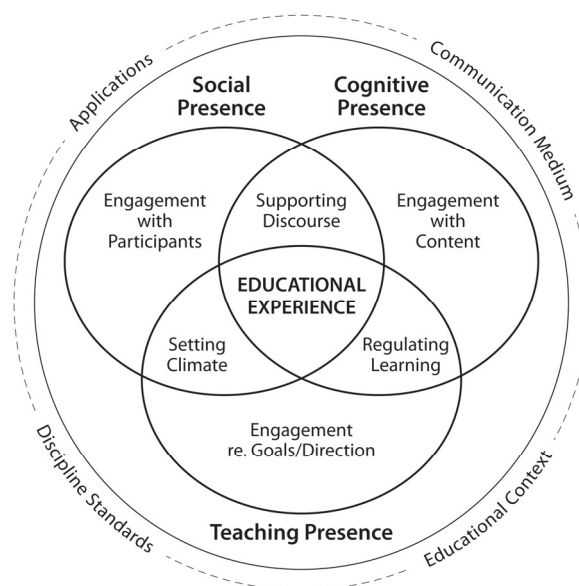 Applications
Communication Medium
Social
Presence
Cognitive
Presence
Engagement
with
Participants
Supporting
Discourse
Engagement
with
Content
EDUCATIONAL
EXPERIENCE
Setting
Climate
Regulating
Learning
Engagement
re. Goals/Direction
Teaching Presence
Discipline Standards
Educational Context